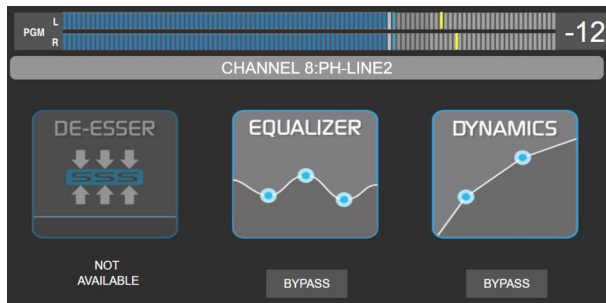 L
PGM
R
-12
CHANNEL 8:PH-LINE2
DE-ESSER
EQUALIZER
DYNAMICS
SSS
NOT
AVAILABLE
BYPASS
BYPASS